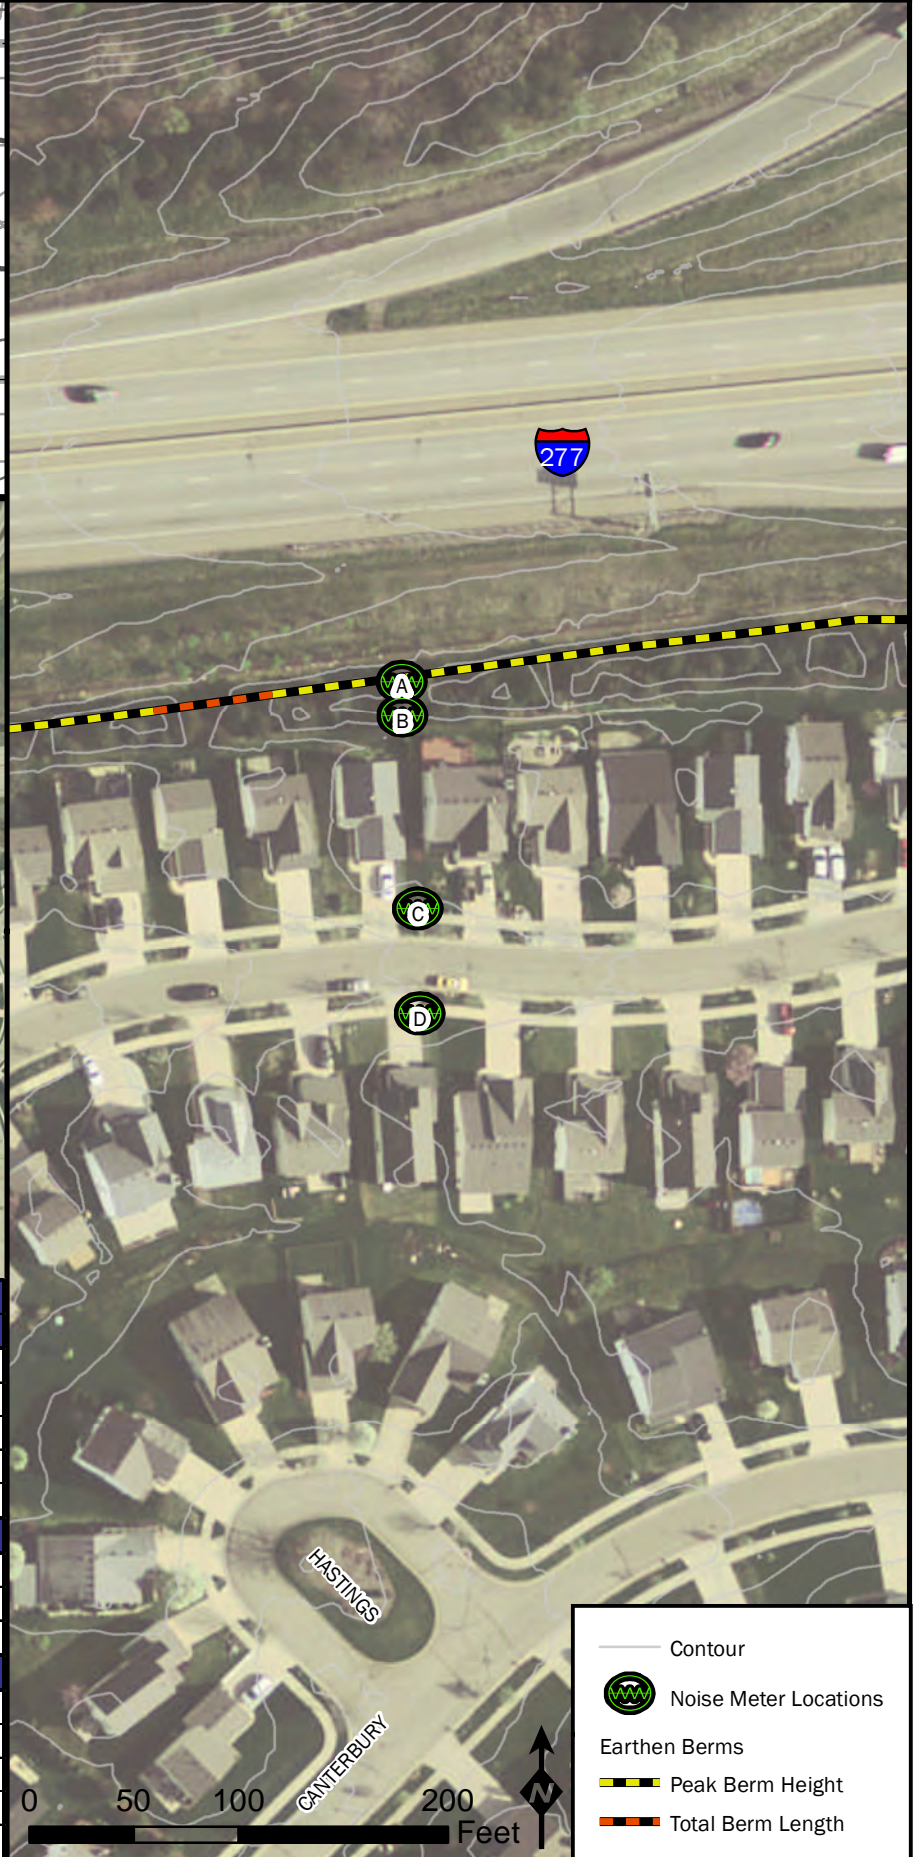 277
A
B
C
D
HASTINGS
CANTERBURY
0 50 100 200
Feet
N
Contour
Noise Meter Locations
Earthen Berms
Peak Berm Height
Total Berm Length